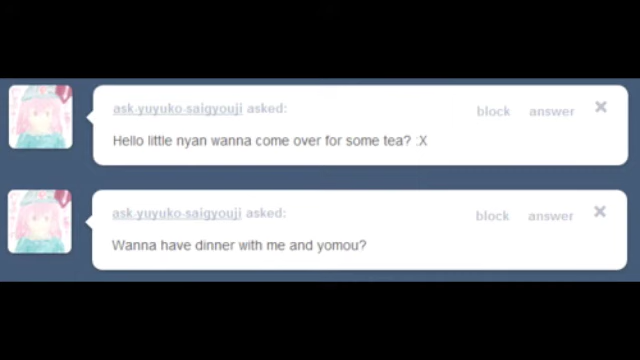 ask-yuyuko-saigyouji asked:
block answer ×
Hello little nyan wanna come over for some tea? :X
ask-yuyuko-saigyouji asked:
block answer ×
Wanna have dinner with me and yomou?